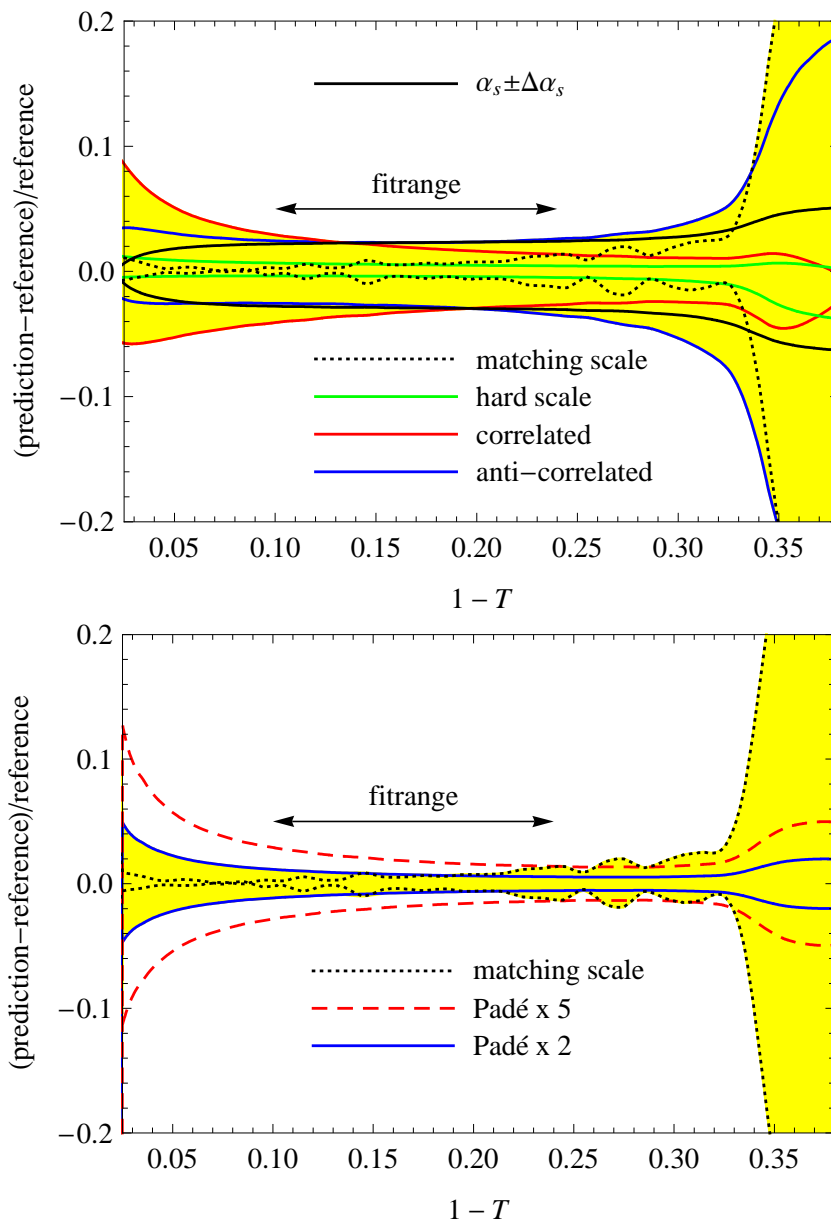 0.2
α_s±Δα_s
0.1
fitrange
0.0
(prediction−reference)/reference
matching scale
hard scale
−0.1
correlated
anti−correlated
−0.2
0.05 0.10 0.15 0.20 0.25 0.30 0.35
1 − T
0.2
0.1
fitrange
0.0
(prediction−reference)/reference
matching scale
−0.1
Padé x 5
Padé x 2
−0.2
0.05 0.10 0.15 0.20 0.25 0.30 0.35
1 − T